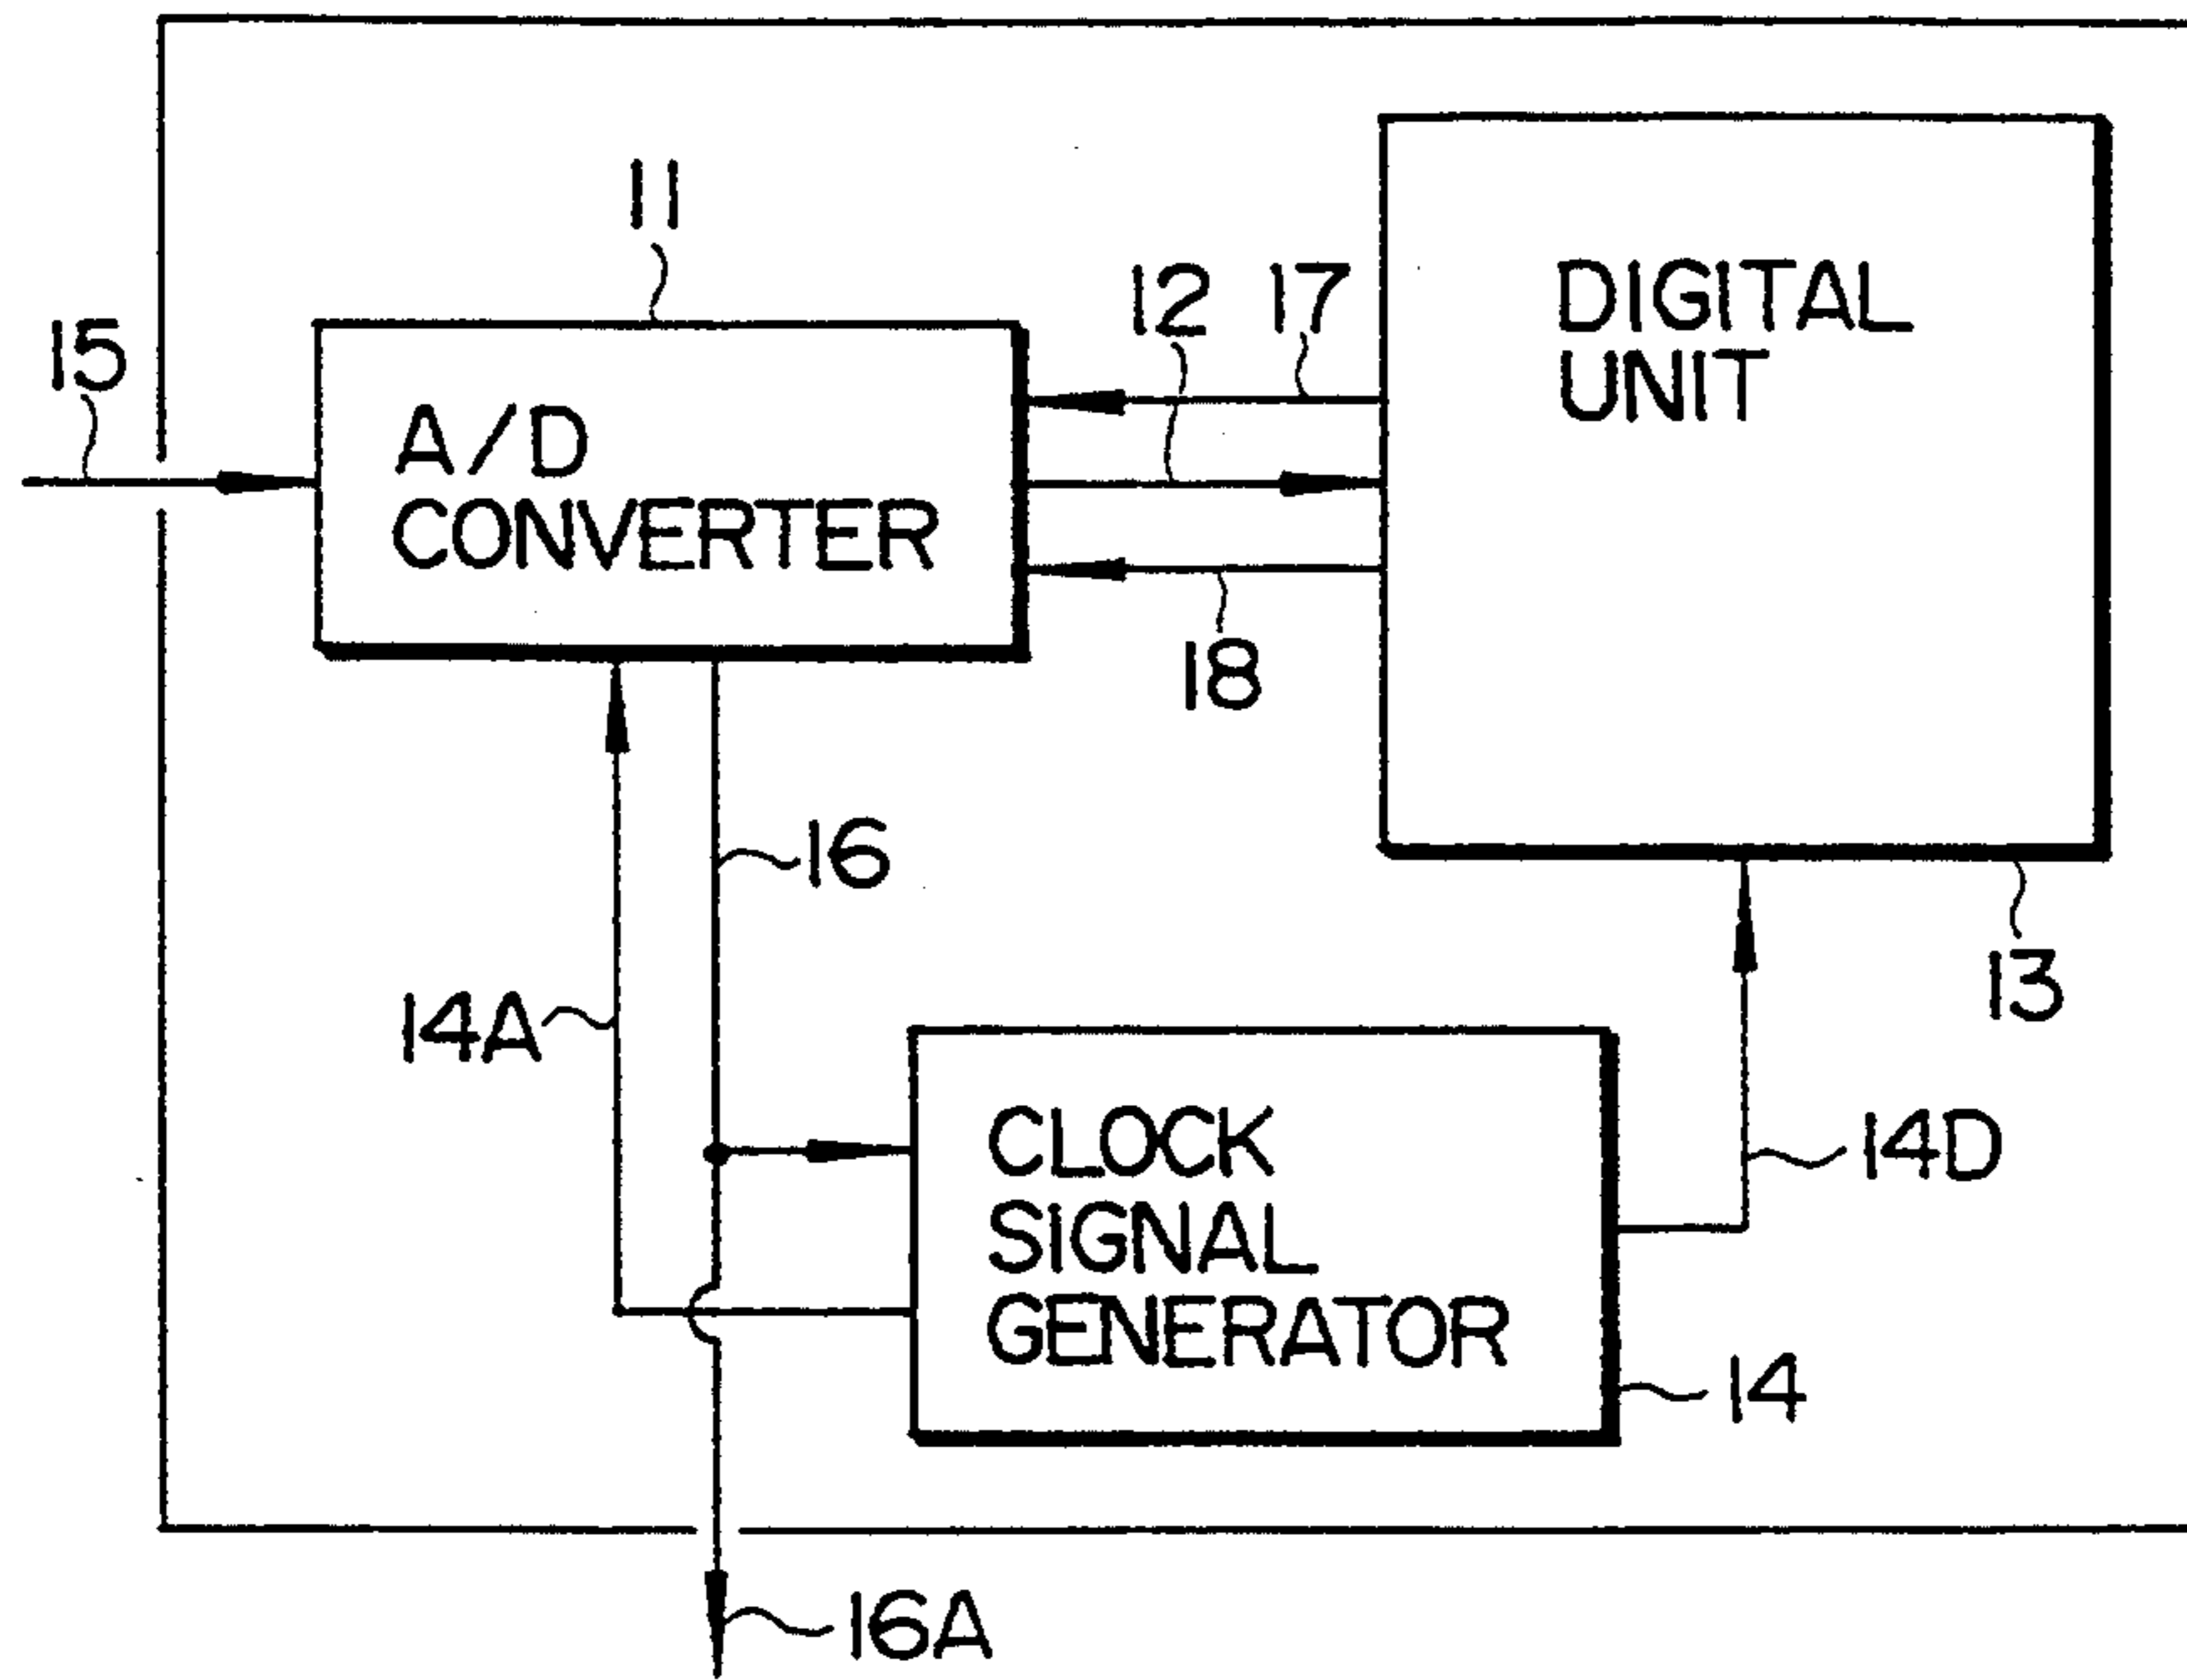 11
15
12
17
DIGITAL
UNIT
A/D
CONVERTER
18
16
13
14A
CLOCK
SIGNAL
GENERATOR
14D
14
16A